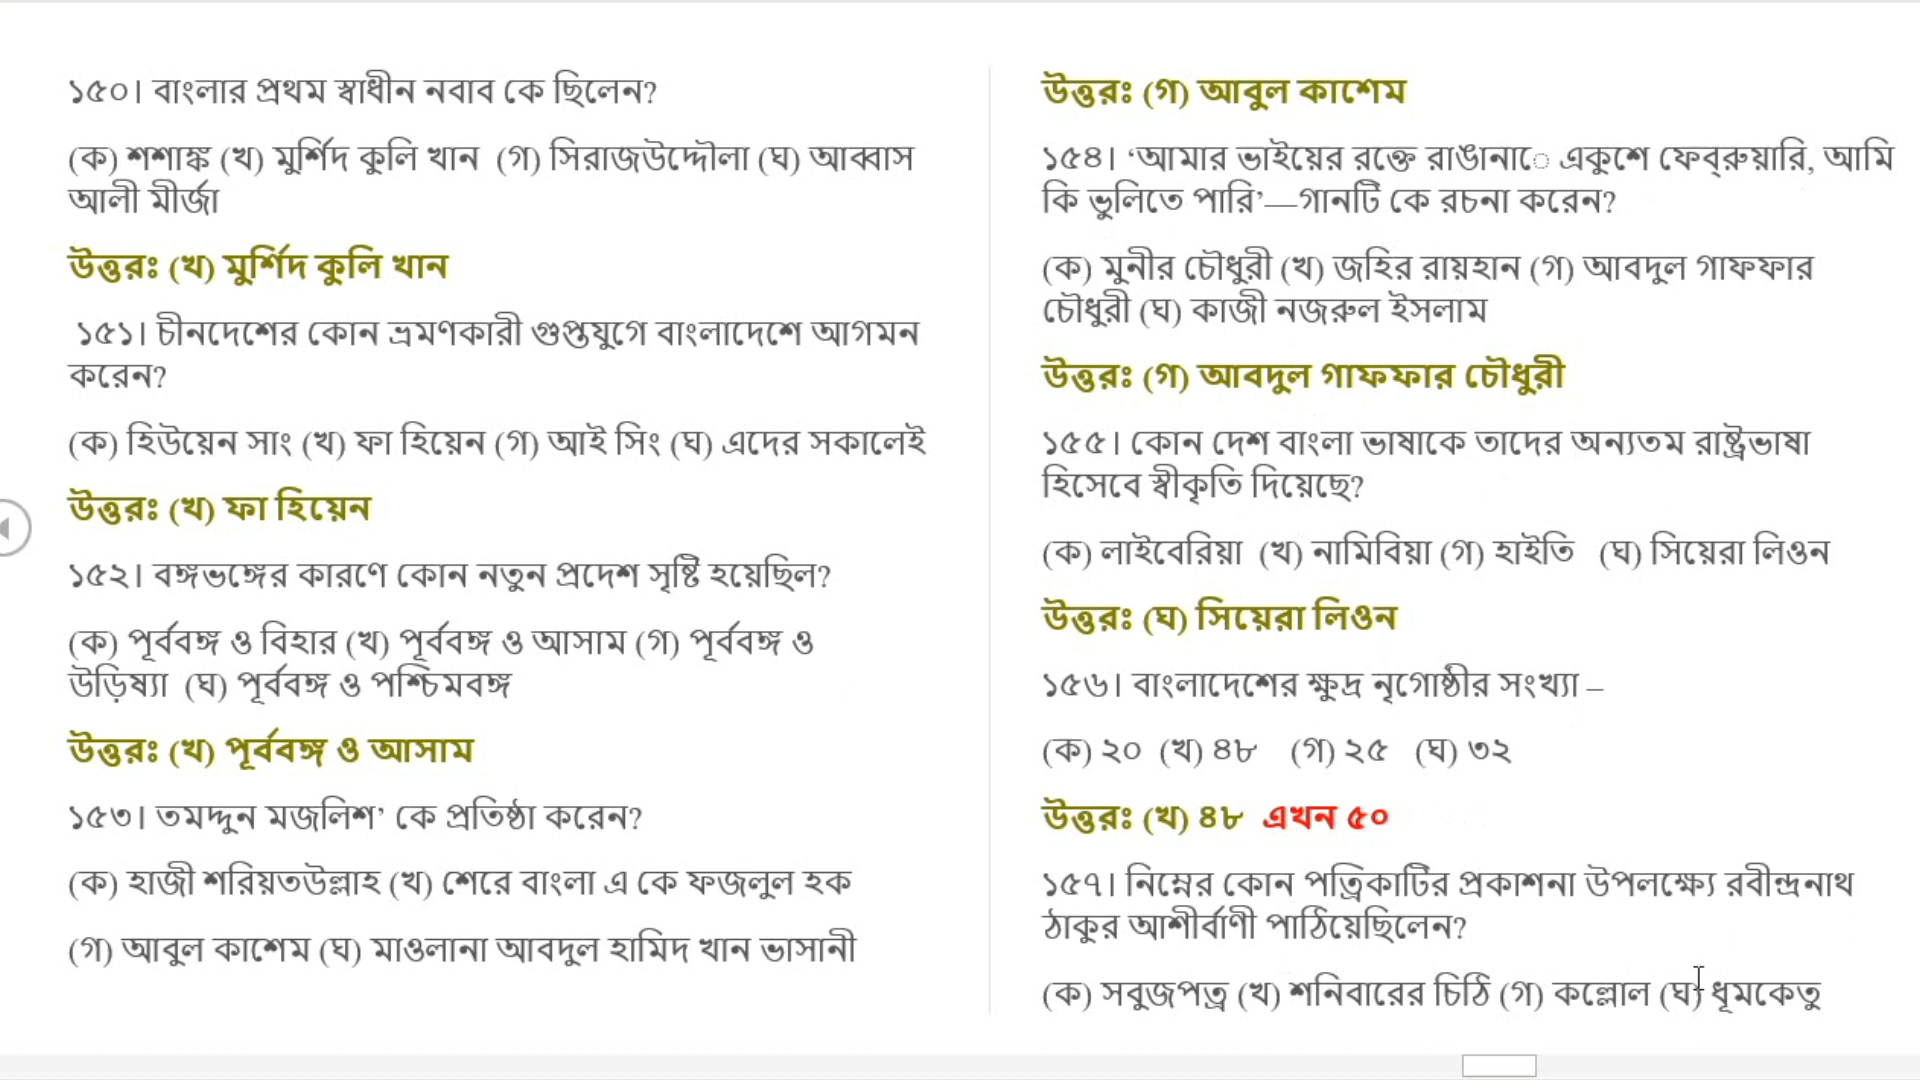 ১৫০। বাংলার প্রথম স্বাধীন নবাব কে ছিলেন?
(ক) শশাঙ্ক (খ) মুর্শিদ কুলি খান (গ) সিরাজউদ্দৌলা (ঘ) আব্বাস
আলী মীর্জা
উত্তরঃ (খ) মুর্শিদ কুলি খান
১৫১। চীনদেশের কোন ভ্রমণকারী গুপ্তযুগে বাংলাদেশে আগমন
করেন?
(ক) হিউয়েন সাং (খ) ফা হিয়েন (গ) আই সিং (ঘ) এদের সকালেই
উত্তরঃ (খ) ফা হিয়েন
১৫২। বঙ্গভঙ্গের কারণে কোন নতুন প্রদেশ সৃষ্টি হয়েছিল?
(ক) পূর্ববঙ্গ ও বিহার (খ) পূর্ববঙ্গ ও আসাম (গ) পূর্ববঙ্গ ও
উড়িষ্যা (ঘ) পূর্ববঙ্গ ও পশ্চিমবঙ্গ
উত্তরঃ (খ) পূর্ববঙ্গ ও আসাম
১৫৩। তমদ্দুন মজলিশ’ কে প্রতিষ্ঠা করেন?
(ক) হাজী শরিয়তউল্লাহ (খ) শেরে বাংলা এ কে ফজলুল হক
(গ) আবুল কাশেম (ঘ) মাওলানা আবদুল হামিদ খান ভাসানী
উত্তরঃ (গ) আবুল কাশেম
১৫৪। ‘আমার ভাইয়ের রক্তে রাঙানাে একুশে ফেব্‌রুয়ারি, আমি
কি ভুলিতে পারি’—গানটি কে রচনা করেন?
(ক) মুনীর চৌধুরী (খ) জহির রায়হান (গ) আবদুল গাফফার
চৌধুরী (ঘ) কাজী নজরুল ইসলাম
উত্তরঃ (গ) আবদুল গাফফার চৌধুরী
১৫৫। কোন দেশ বাংলা ভাষাকে তাদের অন্যতম রাষ্ট্রভাষা
হিসেবে স্বীকৃতি দিয়েছে?
(ক) লাইবেরিয়া (খ) নামিবিয়া (গ) হাইতি (ঘ) সিয়েরা লিওন
উত্তরঃ (ঘ) সিয়েরা লিওন
১৫৬। বাংলাদেশের ক্ষুদ্র নৃগোষ্ঠীর সংখ্যা –
(ক) ২০ (খ) ৪৮ (গ) ২৫ (ঘ) ৩২
উত্তরঃ (খ) ৪৮ এখন ৫০
১৫৭। নিম্নের কোন পত্রিকাটির প্রকাশনা উপলক্ষ্যে রবীন্দ্রনাথ
ঠাকুর আশীর্বাণী পাঠিয়েছিলেন?
(ক) সবুজপত্র (খ) শনিবারের চিঠি (গ) কল্লোল (ঘ) ধূমকেতু